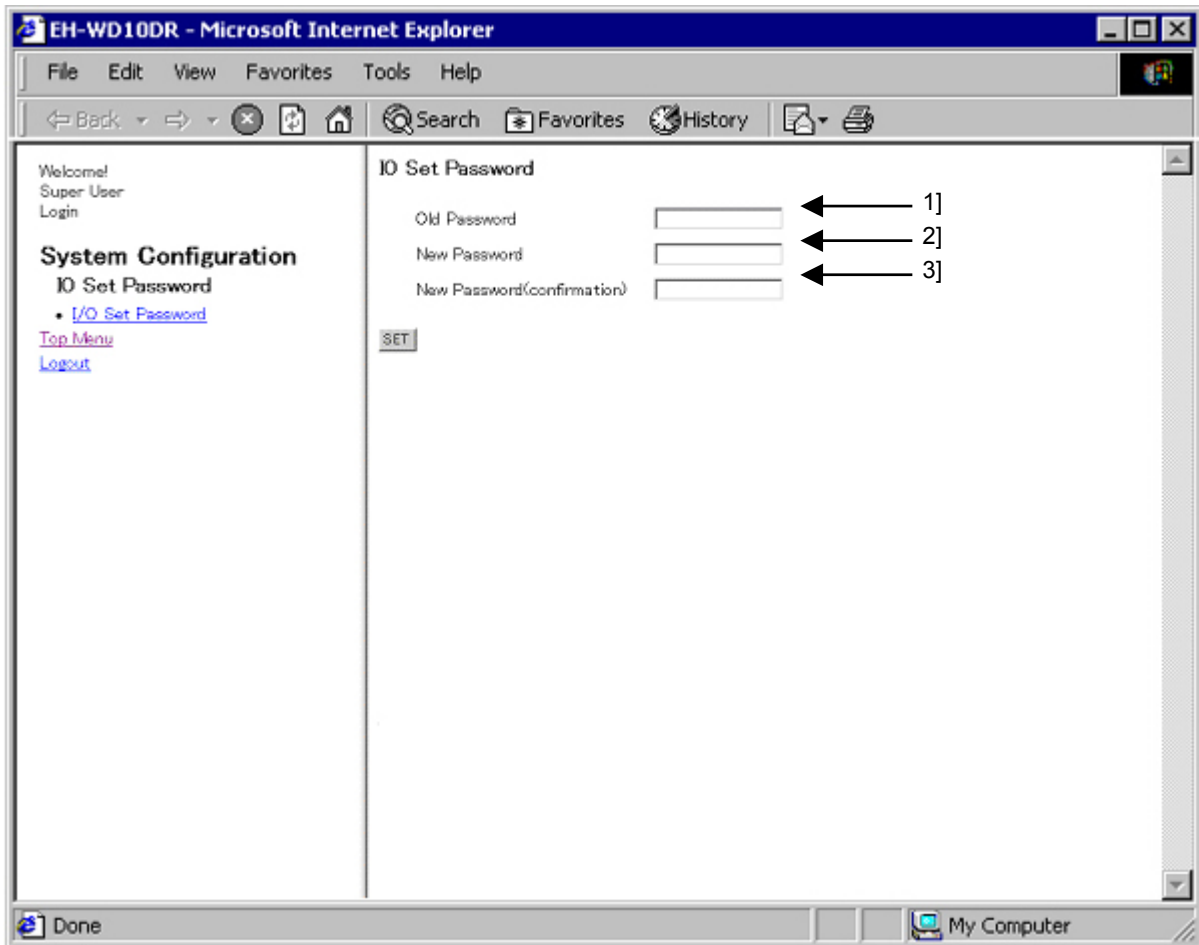 EH-WD10DR - Microsoft Internet Explorer
File Edit View Favorites Tools Help
Back Search Favorites History
Welcome!
Super User
Login
System Configuration
IO Set Password
• I/O Set Password
Top Menu
Logout
IO Set Password
Old Password 1]
New Password 2]
New Password(confirmation) 3]
SET
Done My Computer